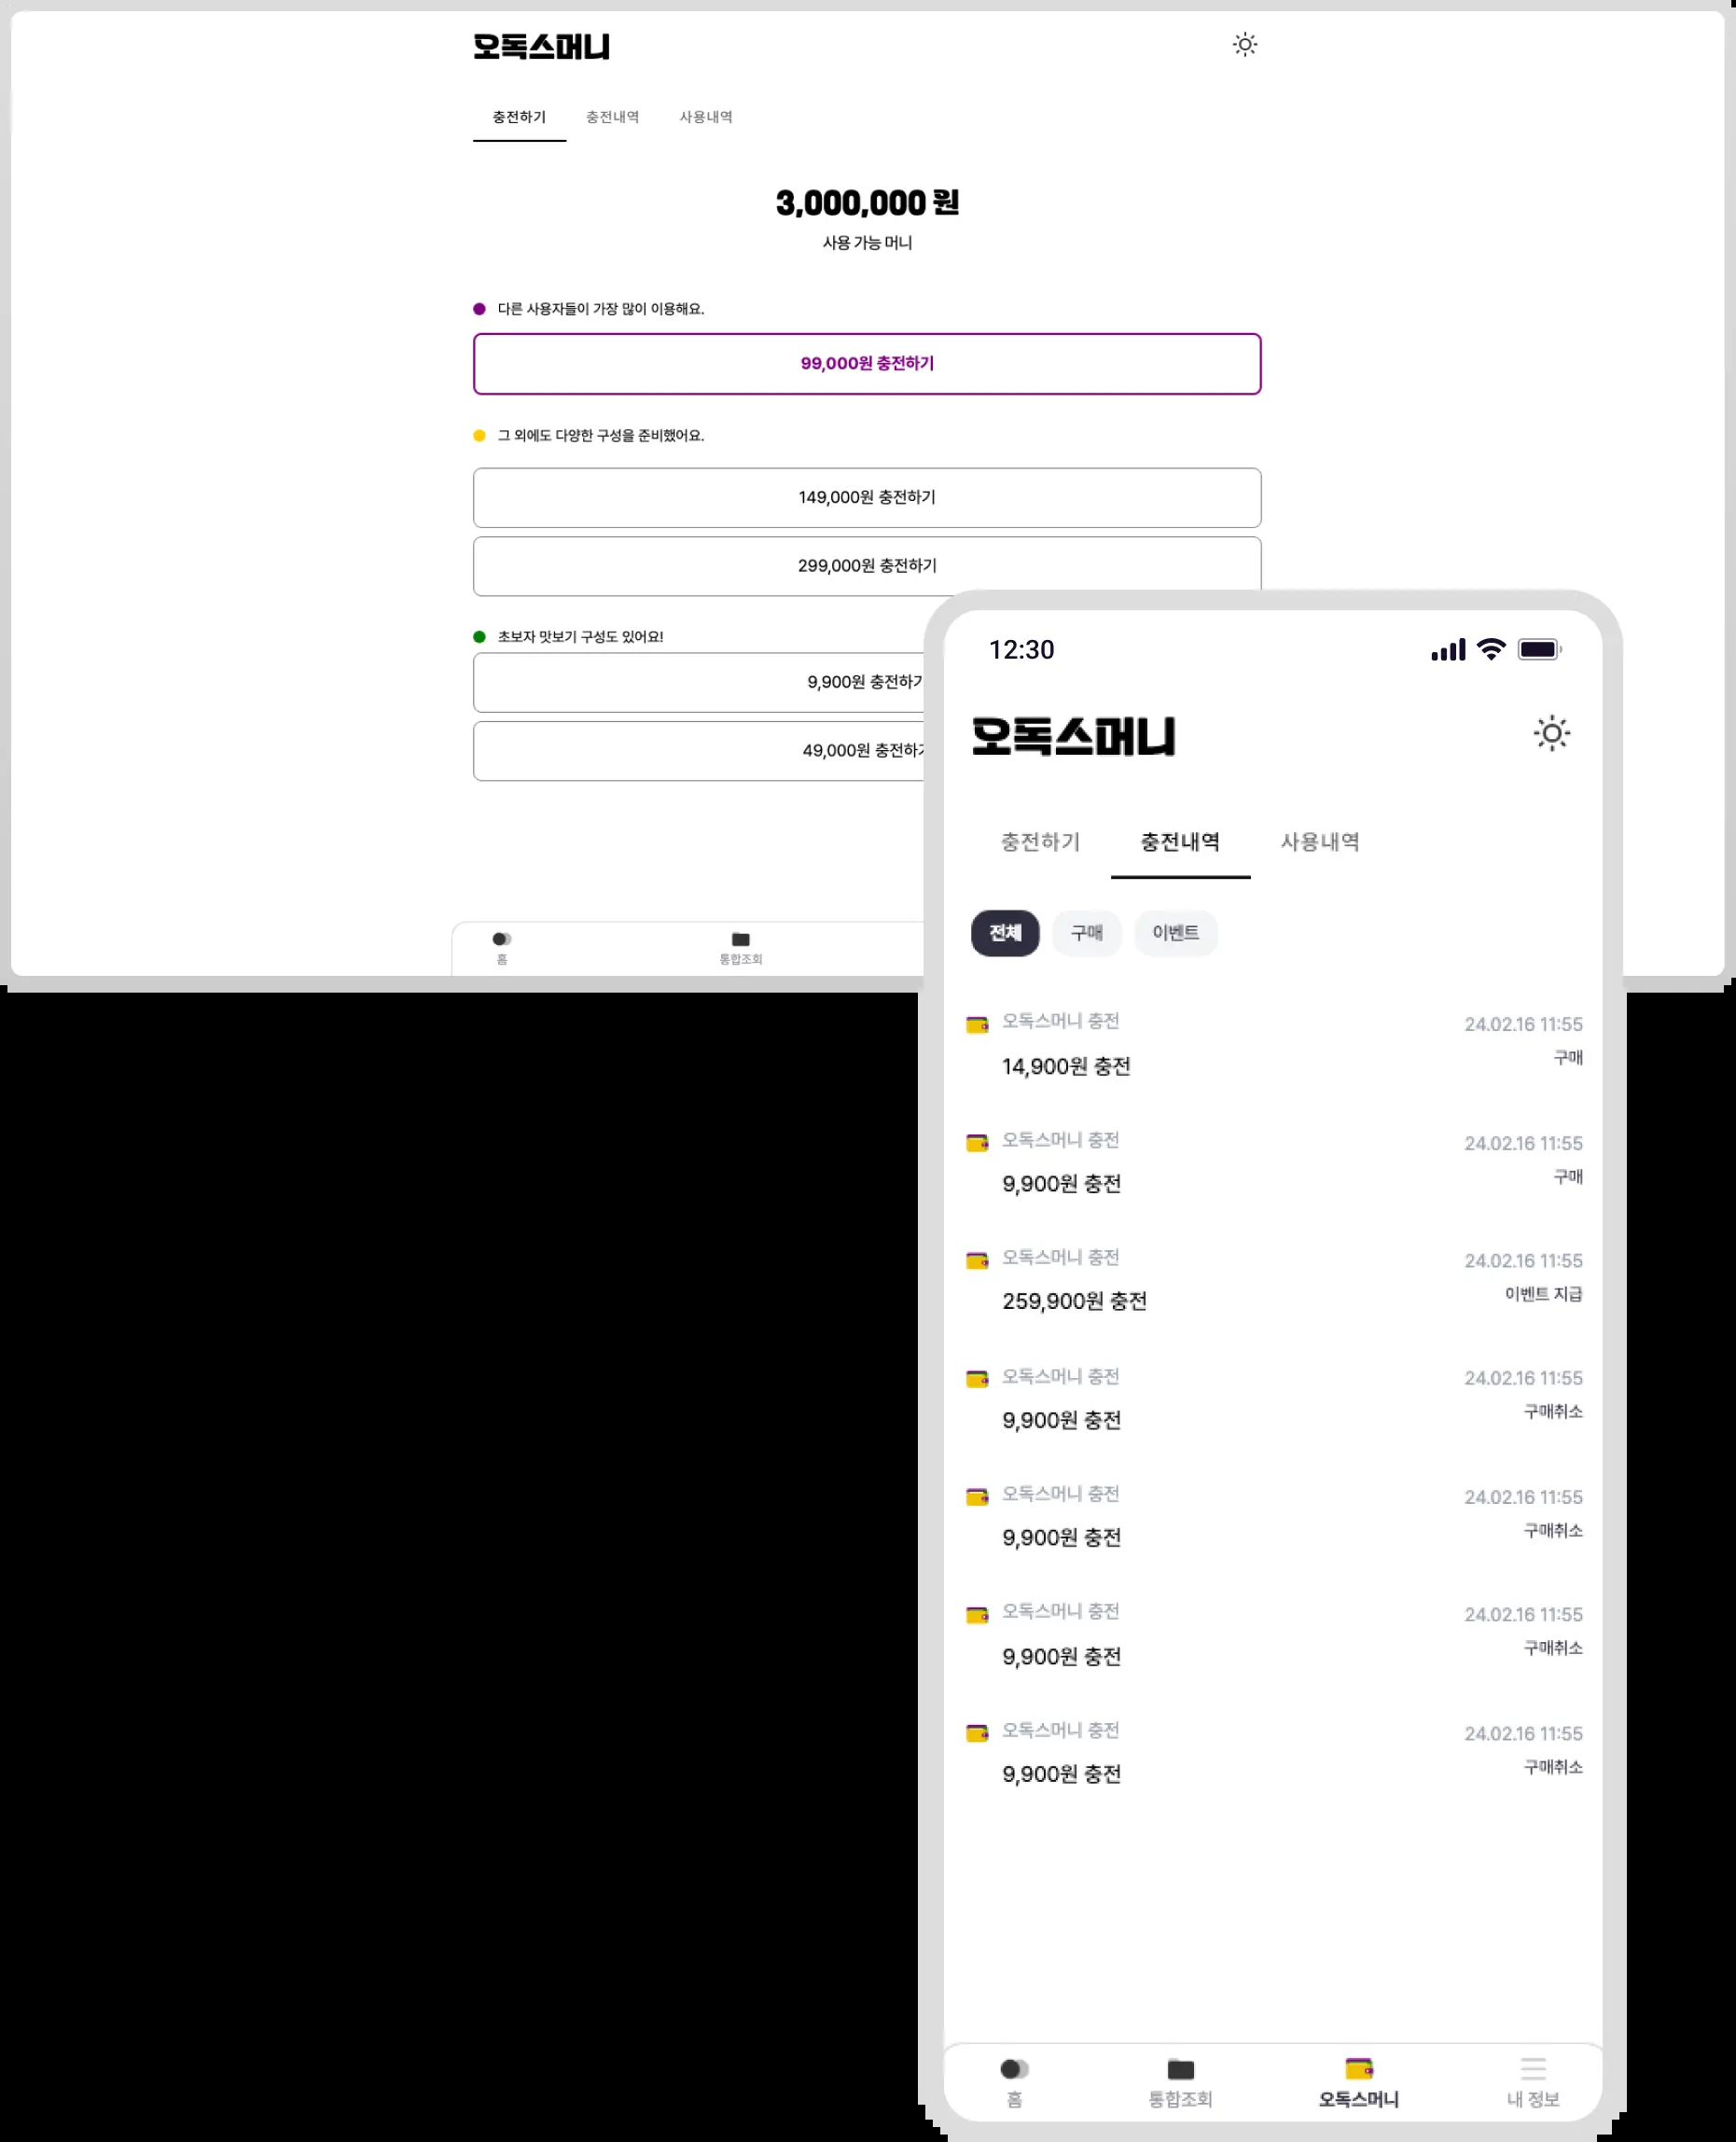 오독스머니
충전하기 충전내역 사용내역
3,000,000 원
사용 가능 머니
다른 사용자들이 가장 많이 이용해요.
99,000원 충전하기
그 외에도 다양한 구성을 준비했어요.
149,000원 충전하기
299,000원 충전하기
초보자 맛보기 구성도 있어요!
9,900원 충전하기
49,000원 충전하기
홈 통합조회
12:30
오독스머니
충전하기 충전내역 사용내역
전체 구매 이벤트
오독스머니 충전 24.02.16 11:55
14,900원 충전 구매
오독스머니 충전 24.02.16 11:55
9,900원 충전 구매
오독스머니 충전 24.02.16 11:55
259,900원 충전 이벤트 지급
오독스머니 충전 24.02.16 11:55
9,900원 충전 구매취소
오독스머니 충전 24.02.16 11:55
9,900원 충전 구매취소
오독스머니 충전 24.02.16 11:55
9,900원 충전 구매취소
오독스머니 충전 24.02.16 11:55
9,900원 충전 구매취소
홈 통합조회 오독스머니 내 정보